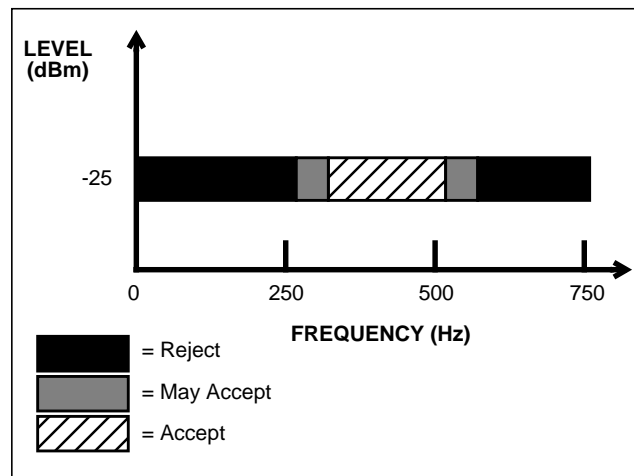 LEVEL
(dBm)
-25
0 250 500 750
FREQUENCY (Hz)
= Reject
= May Accept
= Accept